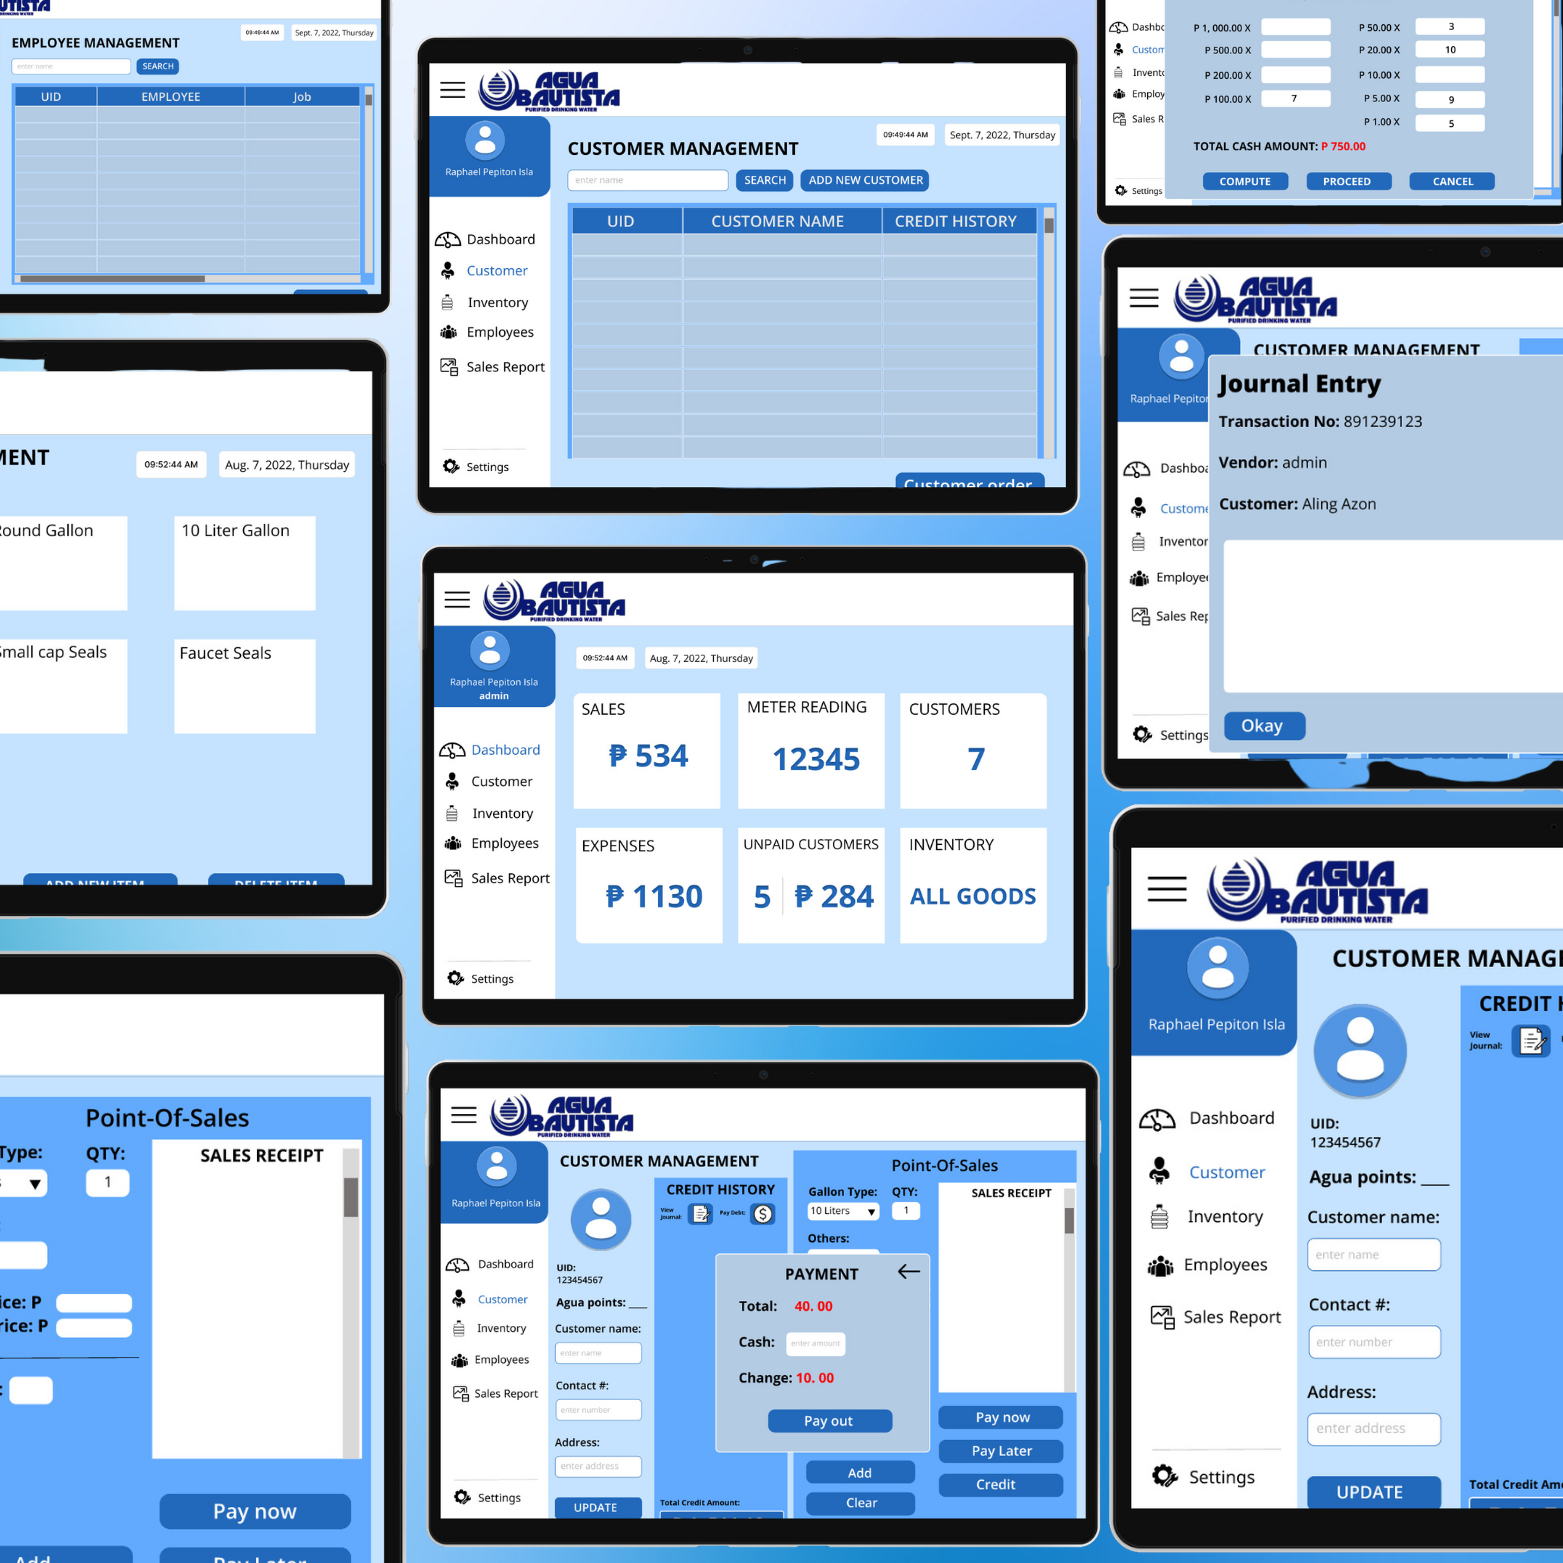 AUTISTA
EMPLOYEE MANAGEMENT
09:49:44 AM
Sept. 7, 2022, Thursday
enter name
SEARCH
UID
EMPLOYEE
Job
AGUA
BAUTISTA
PURIFIED DRINKING WATER
Raphael Pepiton Isla
CUSTOMER MANAGEMENT
09:49:44 AM
Sept. 7, 2022, Thursday
enter name
SEARCH
ADD NEW CUSTOMER
UID
CUSTOMER NAME
CREDIT HISTORY
Dashboard
Customer
Inventory
Employees
Sales Report
Settings
Customer order
Dashbo
Custom
Invento
Employ
Sales R
Settings
P 1, 000.00 X
P 500.00 X
P 200.00 X
P 100.00 X
7
P 50.00 X
3
P 20.00 X
10
P 10.00 X
P 5.00 X
9
P 1.00 X
5
TOTAL CASH AMOUNT: P 750.00
COMPUTE
PROCEED
CANCEL
MENT
09:52:44 AM
Aug. 7, 2022, Thursday
Round Gallon
10 Liter Gallon
Small cap Seals
Faucet Seals
ADD NEW ITEM
DELETE ITEM
AGUA
BAUTISTA
PURIFIED DRINKING WATER
Raphael Pepiton Isla
admin
09:52:44 AM
Aug. 7, 2022, Thursday
Dashboard
Customer
Inventory
Employees
Sales Report
Settings
SALES
₱ 534
METER READING
12345
CUSTOMERS
7
EXPENSES
₱ 1130
UNPAID CUSTOMERS
5
₱ 284
INVENTORY
ALL GOODS
AGUA
BAUTISTA
PURIFIED DRINKING WATER
Raphael Pepiton
CUSTOMER MANAGEMENT
Dashboa
Custome
Inventor
Employee
Sales Rep
Settings
Journal Entry
Transaction No: 891239123
Vendor: admin
Customer: Aling Azon
Okay
Point-Of-Sales
Type:
QTY:
1
SALES RECEIPT
ice: P
rice: P
Pay now
Add
Pay Later
AGUA
BAUTISTA
PURIFIED DRINKING WATER
Raphael Pepiton Isla
Dashboard
Customer
Inventory
Employees
Sales Report
Settings
CUSTOMER MANAGEMENT
UID:
123454567
Agua points: ___
Customer name:
enter name
Contact #:
enter number
Address:
enter address
UPDATE
CREDIT HISTORY
View
Journal:
Pay Debt:
Total Credit Amount:
Point-Of-Sales
Gallon Type:
QTY:
10 Liters
1
Others:
SALES RECEIPT
PAYMENT
Total: 40. 00
Cash:
enter amount
Change: 10. 00
Pay out
Add
Clear
Pay now
Pay Later
Credit
AGUA
BAUTISTA
PURIFIED DRINKING WATER
Raphael Pepiton Isla
Dashboard
Customer
Inventory
Employees
Sales Report
Settings
CUSTOMER MANAGE
UID:
123454567
Agua points: ___
Customer name:
enter name
Contact #:
enter number
Address:
enter address
UPDATE
CREDIT H
View
Journal:
Total Credit Amo